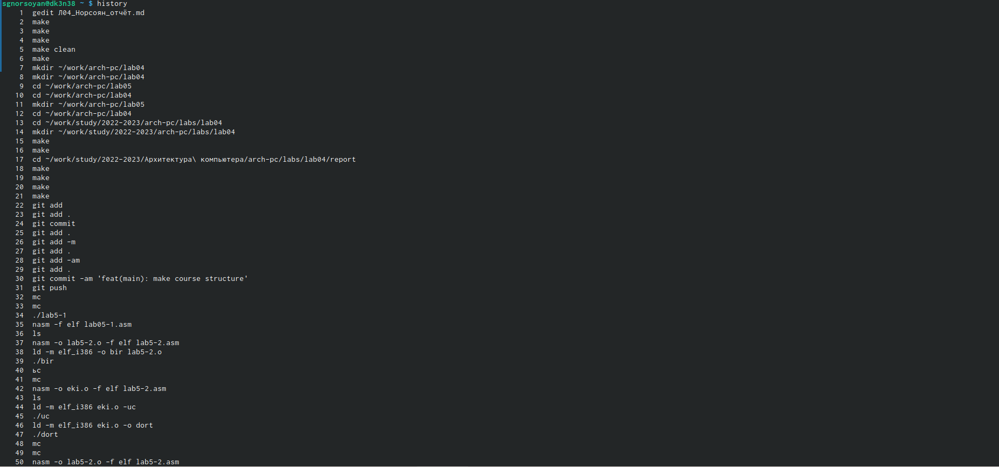 sgnorsoyan@dk3n38 ~ $ history
1 gedit Л04_Норсоян_отчёт.md
2 make
3 make
4 make
5 make clean
6 make
7 mkdir ~/work/arch-pc/lab04
8 mkdir ~/work/arch-pc/lab04
9 cd ~/work/arch-pc/lab05
10 cd ~/work/arch-pc/lab04
11 mkdir ~/work/arch-pc/lab05
12 cd ~/work/arch-pc/lab04
13 cd ~/work/study/2022-2023/arch-pc/labs/lab04
14 mkdir ~/work/study/2022-2023/arch-pc/labs/lab04
15 make
16 make
17 cd ~/work/study/2022-2023/Архитектура\ компьютера/arch-pc/labs/lab04/report
18 make
19 make
20 make
21 make
22 git add
23 git add .
24 git commit
25 git add .
26 git add -m
27 git add .
28 git add -am
29 git add .
30 git commit -am 'feat(main): make course structure'
31 git push
32 mc
33 mc
34 ./lab5-1
35 nasm -f elf lab05-1.asm
36 ls
37 nasm -o lab5-2.o -f elf lab5-2.asm
38 ld -m elf_i386 -o bir lab5-2.o
39 ./bir
40 ьс
41 mc
42 nasm -o eki.o -f elf lab5-2.asm
43 ls
44 ld -m elf_i386 eki.o -uc
45 ./uc
46 ld -m elf_i386 eki.o -o dort
47 ./dort
48 mc
49 mc
50 nasm -o lab5-2.o -f elf lab5-2.asm